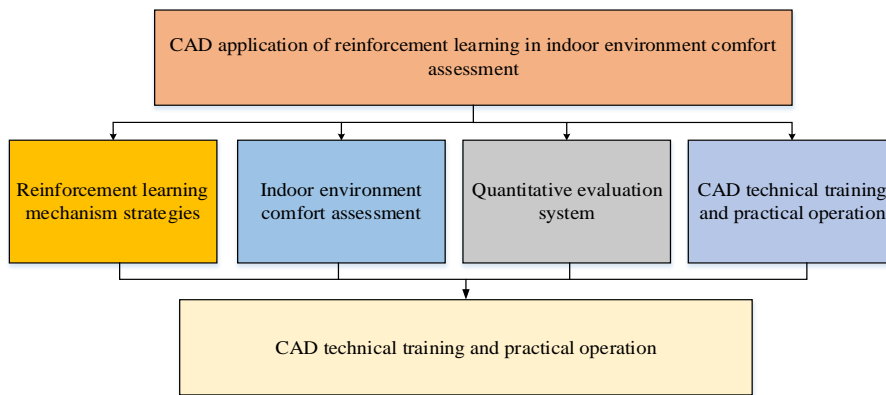 CAD application of reinforcement learning in indoor environment comfort
assessment
Reinforcement learning
mechanism strategies
Indoor environment
comfort assessment
Quantitative evaluation
system
CAD technical training
and practical operation
CAD technical training and practical operation